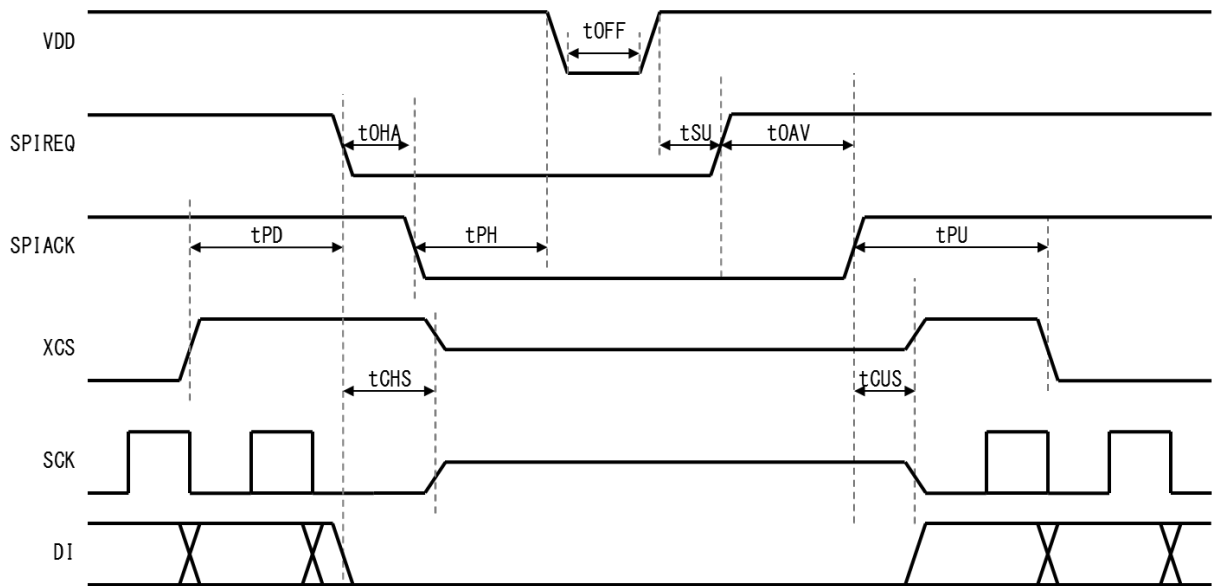 VDD
tOFF
SPIREQ
tOHA
tSU
tOAV
SPIACK
tPD
tPH
tPU
XCS
tCHS
tCUS
SCK
DI